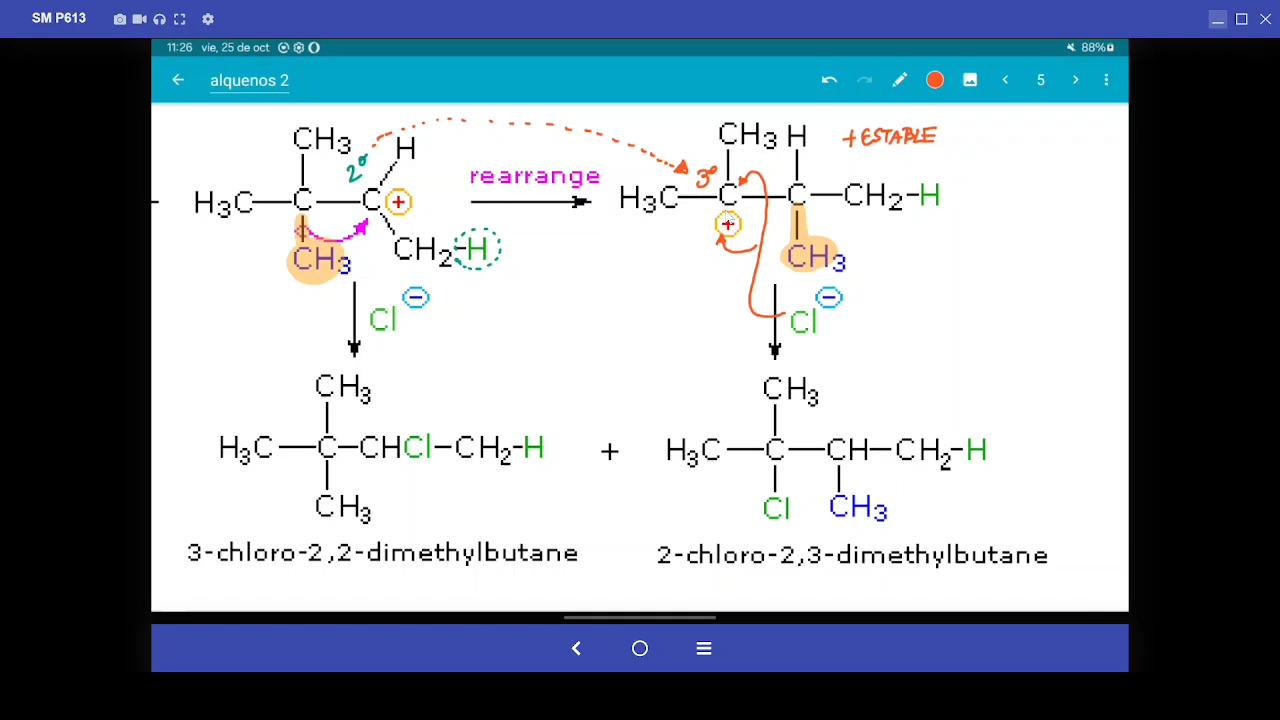 SM P613
11:26 vie, 25 de oct 88%
alquenos 2 5
CH3 H CH3 H + ESTABLE
2° rearrange 3°
H3C—C—C + H3C—C—C—CH2–H
+
CH3 CH2–H CH3
Cl − Cl −
CH3 CH3
H3C—C—CHCl–CH2–H + H3C—C—CH—CH2–H
CH3 Cl CH3
3-chloro-2,2-dimethylbutane 2-chloro-2,3-dimethylbutane